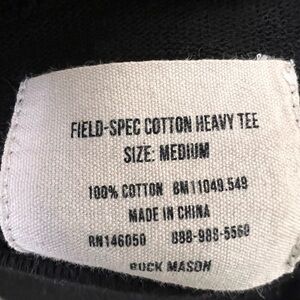 FIELD-SPEC COTTON HEAVY TEE
SIZE: MEDIUM
100% COTTON BM11049.549
MADE IN CHINA
RN146050 888-988-5560
BUCK MASON